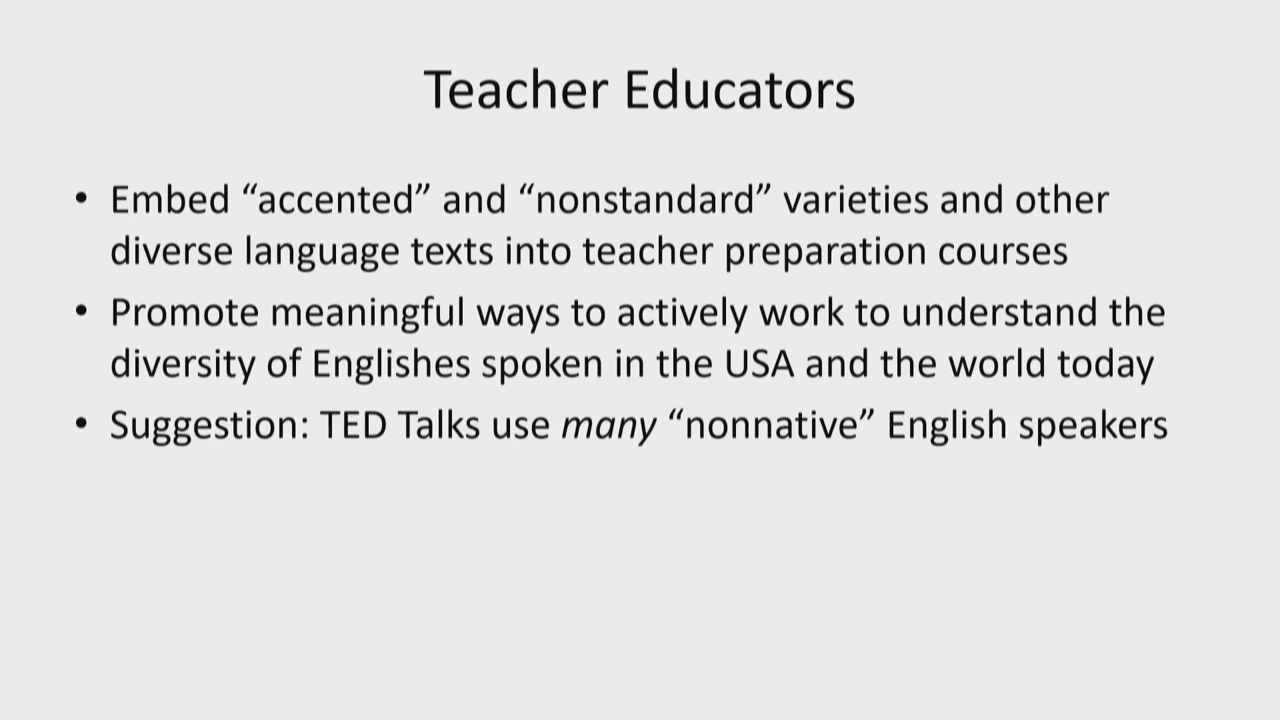 Teacher Educators
• Embed “accented” and “nonstandard” varieties and other
diverse language texts into teacher preparation courses
• Promote meaningful ways to actively work to understand the
diversity of Englishes spoken in the USA and the world today
• Suggestion: TED Talks use many “nonnative” English speakers